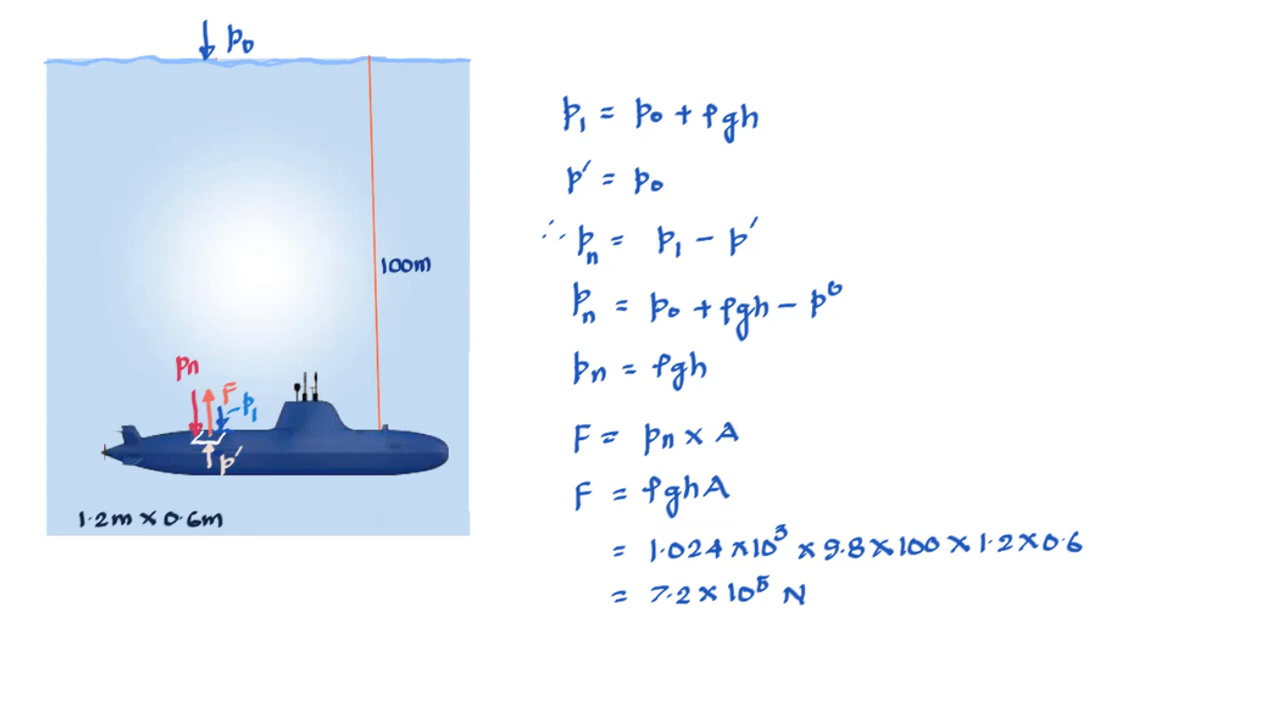 p₀
100m
pn
F
p₁
p′
1.2m × 0.6m
p₁ = p₀ + ρgh
p′ = p₀
∴ pₙ = p₁ − p′
pₙ = p₀ + ρgh − p⁰
pn = ρgh
F = pn × A
F = ρghA
= 1.024 × 10³ × 9.8 × 100 × 1.2 × 0.6
= 7.2 × 10⁵ N